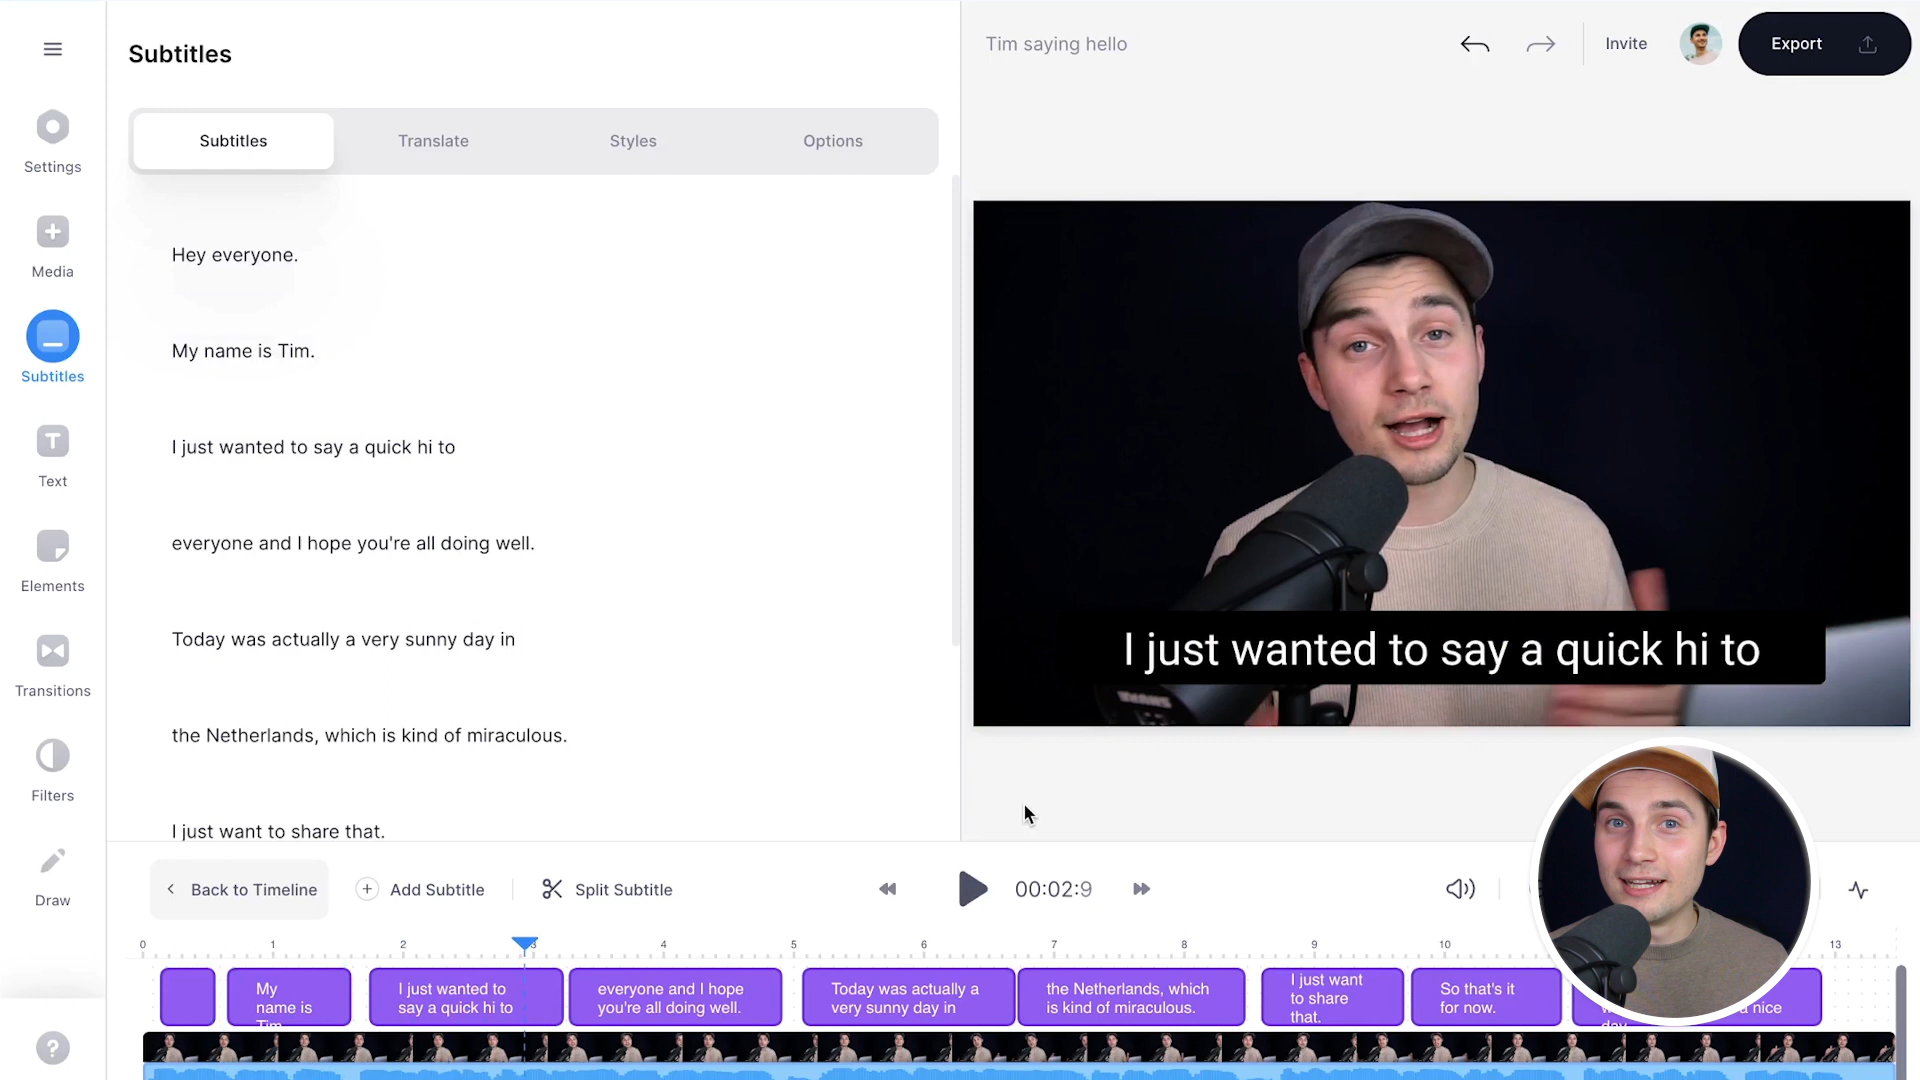 Subtitles
Tim saying hello
Invite
Export
Settings
Media
Subtitles
Text
Elements
Transitions
Filters
Draw
?
Subtitles
Translate
Styles
Options
Hey everyone.
My name is Tim.
I just wanted to say a quick hi to
everyone and I hope you're all doing well.
Today was actually a very sunny day in
the Netherlands, which is kind of miraculous.
I just want to share that.
I just wanted to say a quick hi to
Back to Timeline
Add Subtitle
Split Subtitle
00:02:9
0 1 2 3 4 5 6 7 8 9 10 13
My
name is
Tim.
I just wanted to
say a quick hi to
everyone and I hope
you're all doing well.
Today was actually a
very sunny day in
the Netherlands, which
is kind of miraculous.
I just want
to share
that.
So that's it
for now.
a nice
day